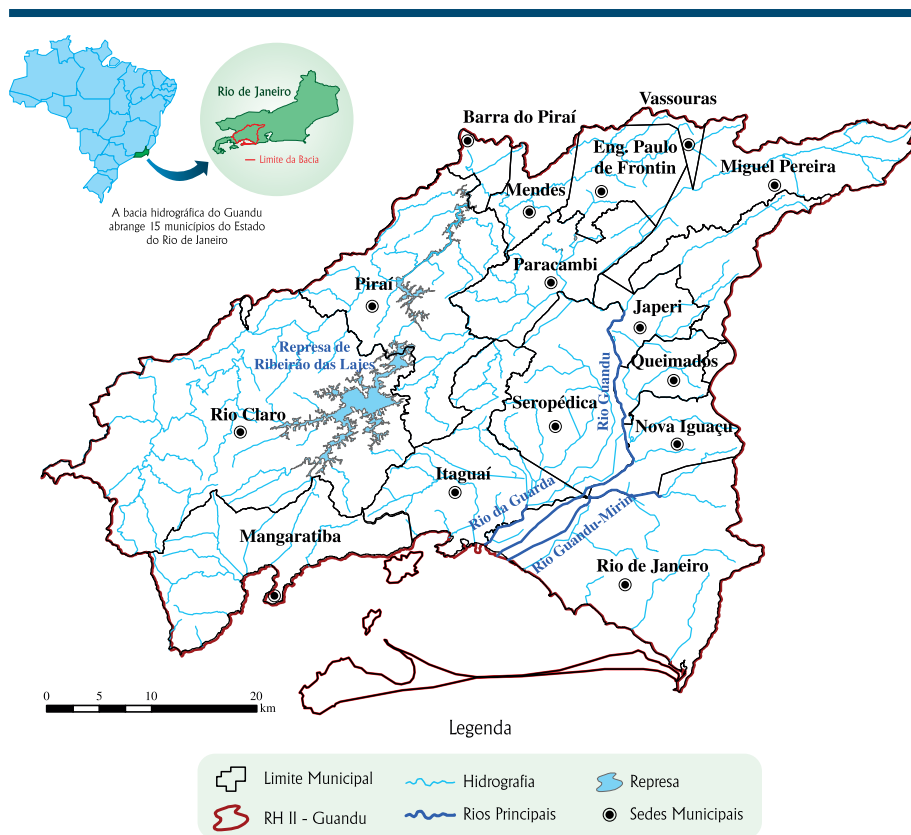 Rio de Janeiro
Limite da Bacia
A bacia hidrográfica do Guandu
abrange 15 municípios do Estado
do Rio de Janeiro
Vassouras
Barra do Piraí
Eng. Paulo
de Frontin
Miguel Pereira
Mendes
Paracambi
Piraí
Japeri
Represa de
Ribeirão das Lajes
Queimados
Rio Guandu
Seropédica
Rio Claro
Nova Iguaçu
Itaguaí
Rio da Guarda
Mangaratiba
Rio Guandu-Mirim
Rio de Janeiro
0 5 10 20
km
Legenda
Limite Municipal
Hidrografia
Represa
RH II - Guandu
Rios Principais
Sedes Municipais